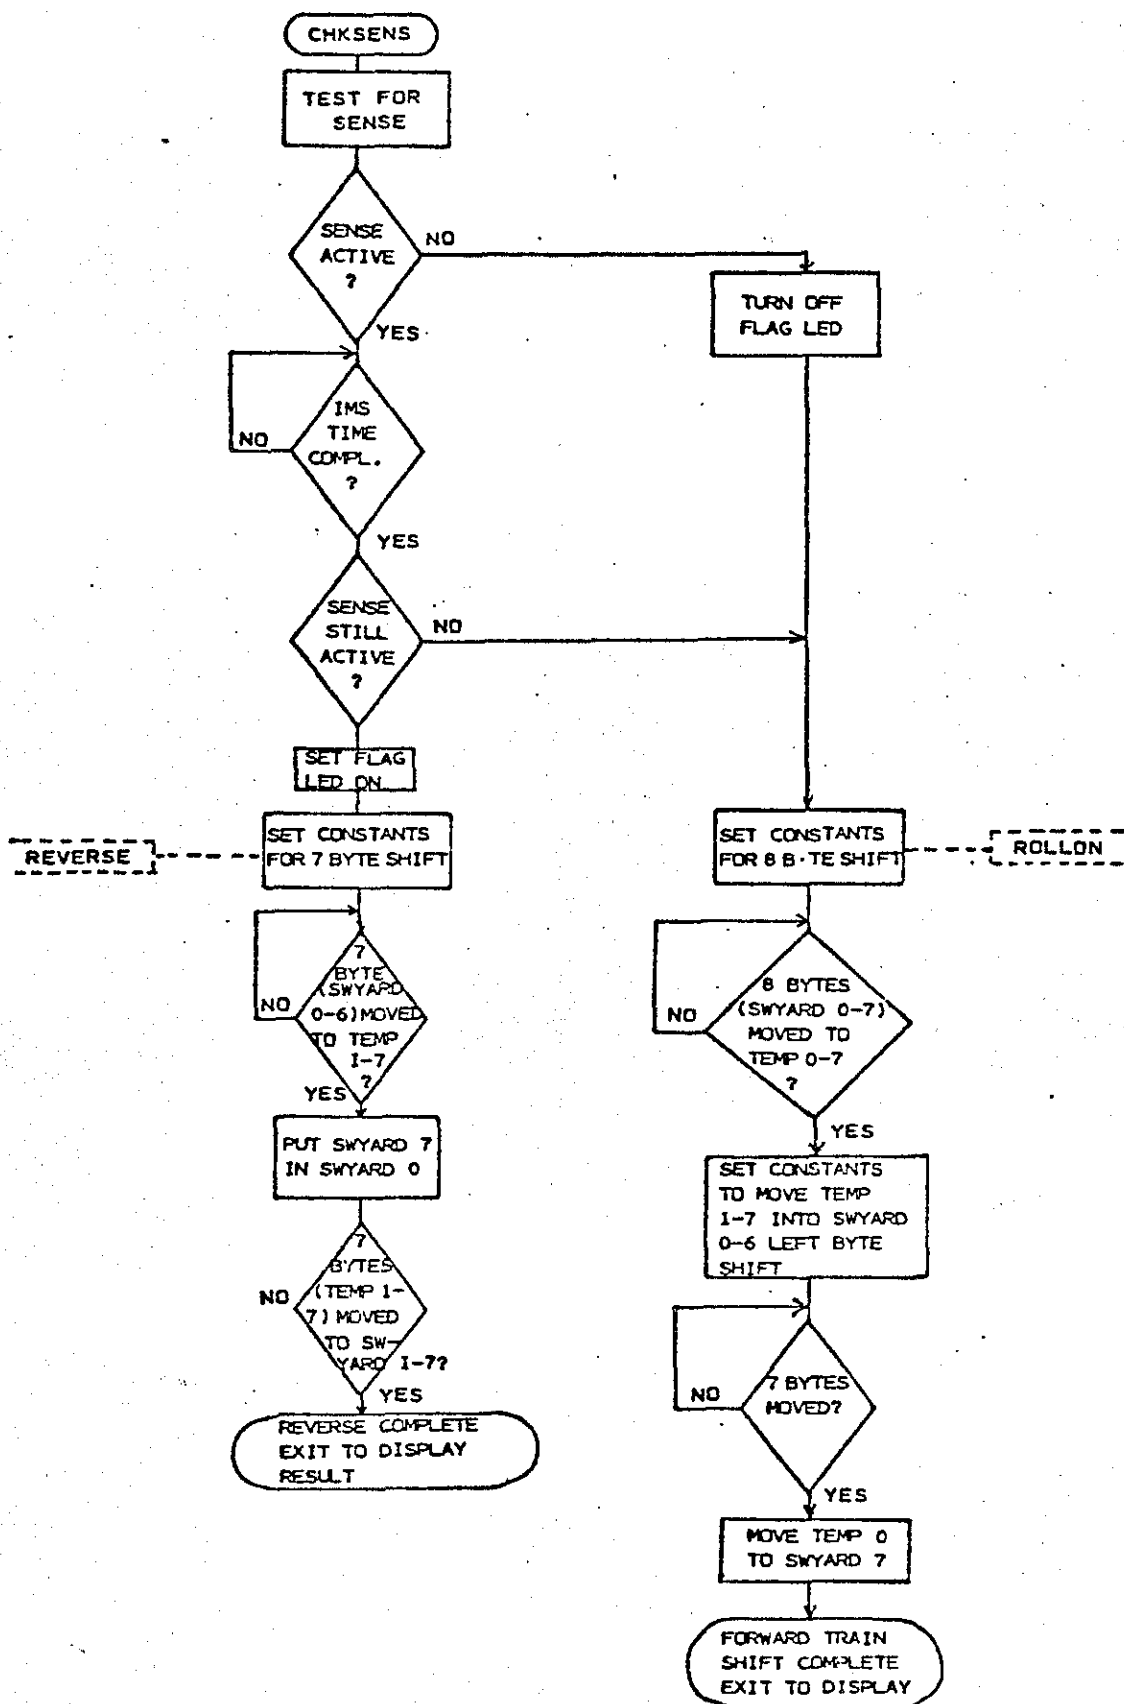 CHKSENS
TEST FOR
SENSE
SENSE
ACTIVE
?
NO
YES
TURN OFF
FLAG LED
IMS
TIME
COMPL.
?
NO
YES
SENSE
STILL
ACTIVE
?
NO
SET FLAG
LED ON
REVERSE
SET CONSTANTS
FOR 7 BYTE SHIFT
SET CONSTANTS
FOR 8 B·TE SHIFT
ROLLON
7
BYTE
(SWYARD
0-6) MOVED
TO TEMP
I-7
?
NO
YES
8 BYTES
(SWYARD 0-7)
MOVED TO
TEMP 0-7
?
NO
YES
PUT SWYARD 7
IN SWYARD 0
SET CONSTANTS
TO MOVE TEMP
I-7 INTO SWYARD
0-6 LEFT BYTE
SHIFT
7
BYTES
(TEMP I-
7) MOVED
TO SW-
YARD I-7?
NO
YES
7 BYTES
MOVED?
NO
YES
REVERSE COMPLETE
EXIT TO DISPLAY
RESULT
MOVE TEMP 0
TO SWYARD 7
FORWARD TRAIN
SHIFT COMPLETE
EXIT TO DISPLAY